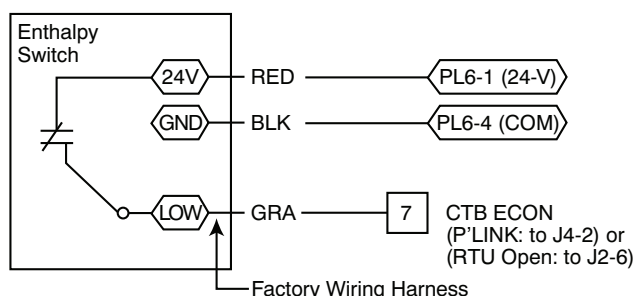 Enthalpy
Switch
24V RED PL6-1 (24-V)
GND BLK PL6-4 (COM)
LOW GRA 7 CTB ECON
(P'LINK: to J4-2) or
(RTU Open: to J2-6)
Factory Wiring Harness